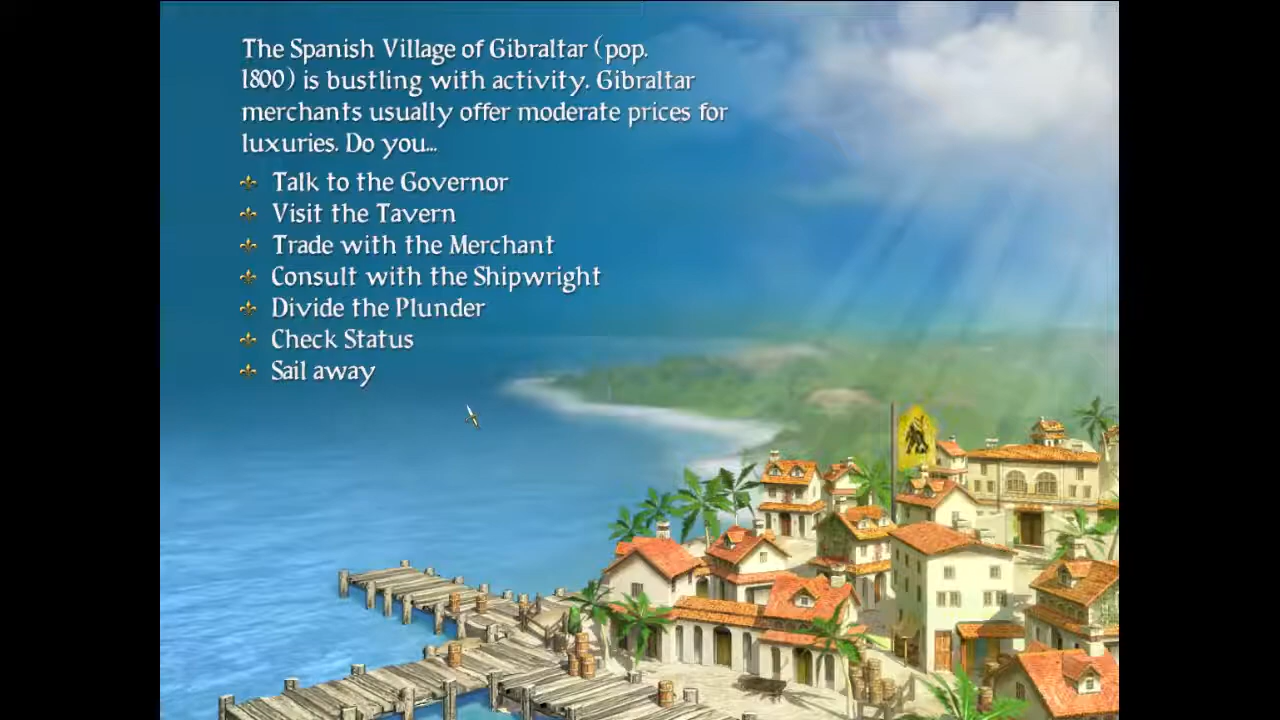 The Spanish Village of Gibraltar (pop.
1800) is bustling with activity. Gibraltar
merchants usually offer moderate prices for
luxuries. Do you...
Talk to the Governor
Visit the Tavern
Trade with the Merchant
Consult with the Shipwright
Divide the Plunder
Check Status
Sail away